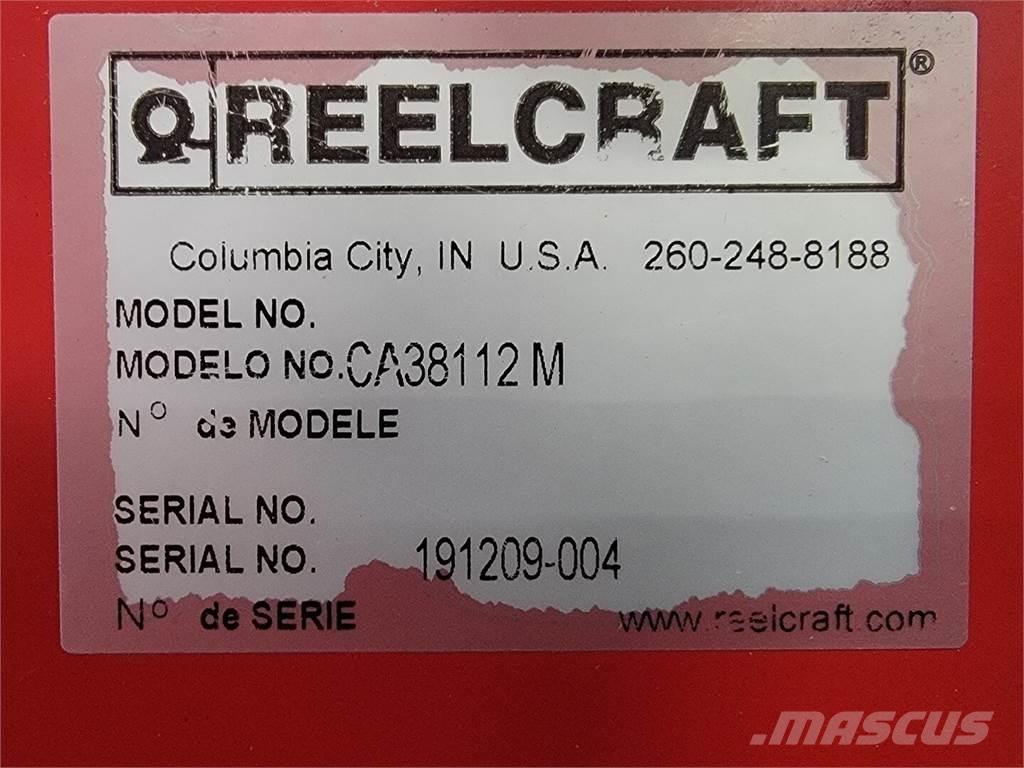 REELCRAFT®
Columbia City, IN U.S.A. 260-248-8188
MODEL NO.
MODELO NO. CA38112 M
N° de MODELE
SERIAL NO.
SERIAL NO. 191209-004
N° de SERIE
www.reelcraft.com
.MASCUS